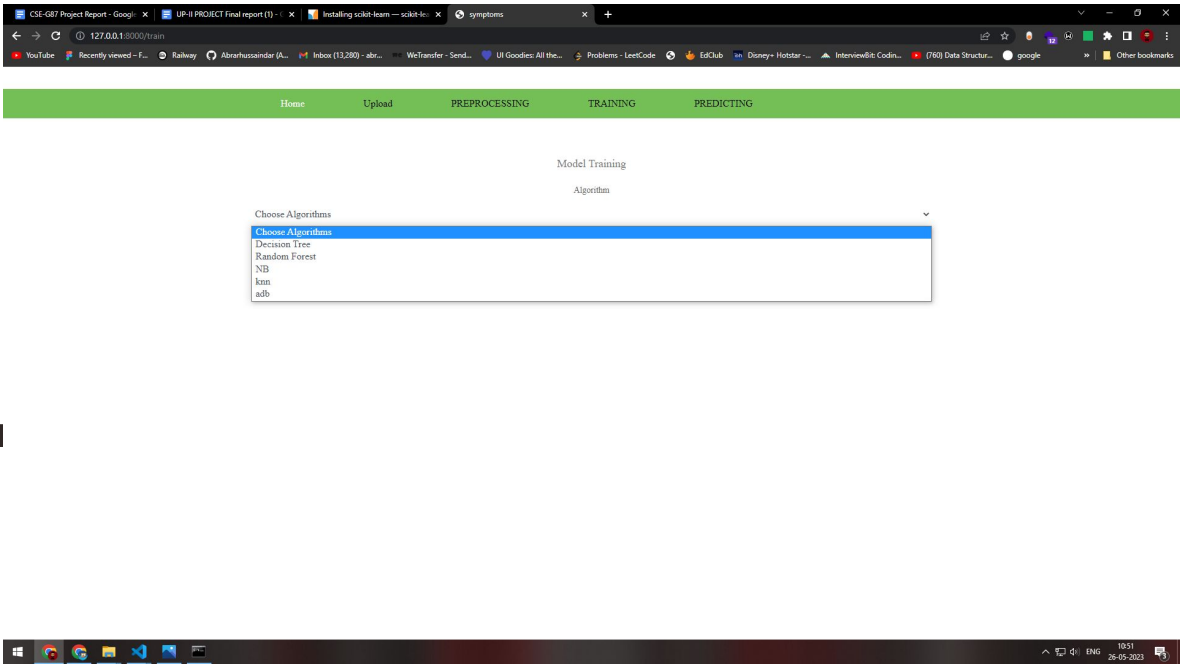 CSE-G87 Project Report - Google
UP-II PROJECT Final report (1) - G
Installing scikit-learn — scikit-lea
symptoms
127.0.0.1:8000/train
12
YouTube
Recently viewed – F...
Railway
Abrarhussaindar (A...
Inbox (13,280) - abr...
WeTransfer - Send...
UI Goodies: All the...
Problems - LeetCode
EdClub
Disney+ Hotstar -...
InterviewBit: Codin...
(760) Data Structur...
google
»
Other bookmarks
Home
Upload
PREPROCESSING
TRAINING
PREDICTING
Model Training
Algorithm
Choose Algorithms
Choose Algorithms
Decision Tree
Random Forest
NB
knn
adb
ENG
10:51
26-05-2023